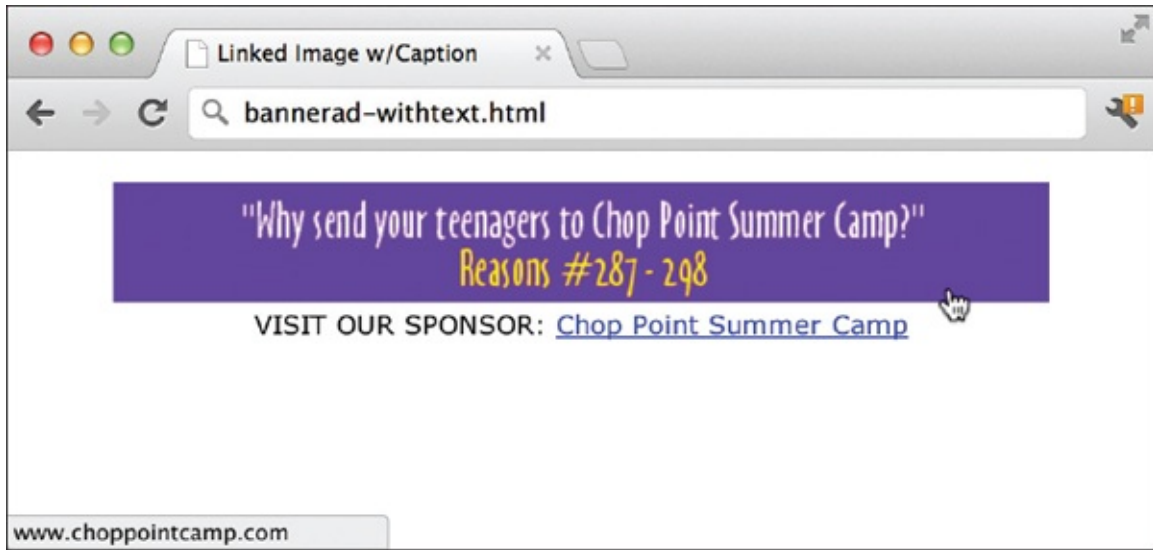 Linked Image w/Caption
bannerad-withtext.html
"Why send your teenagers to Chop Point Summer Camp?"
Reasons #287 - 298
VISIT OUR SPONSOR: Chop Point Summer Camp
www.choppointcamp.com